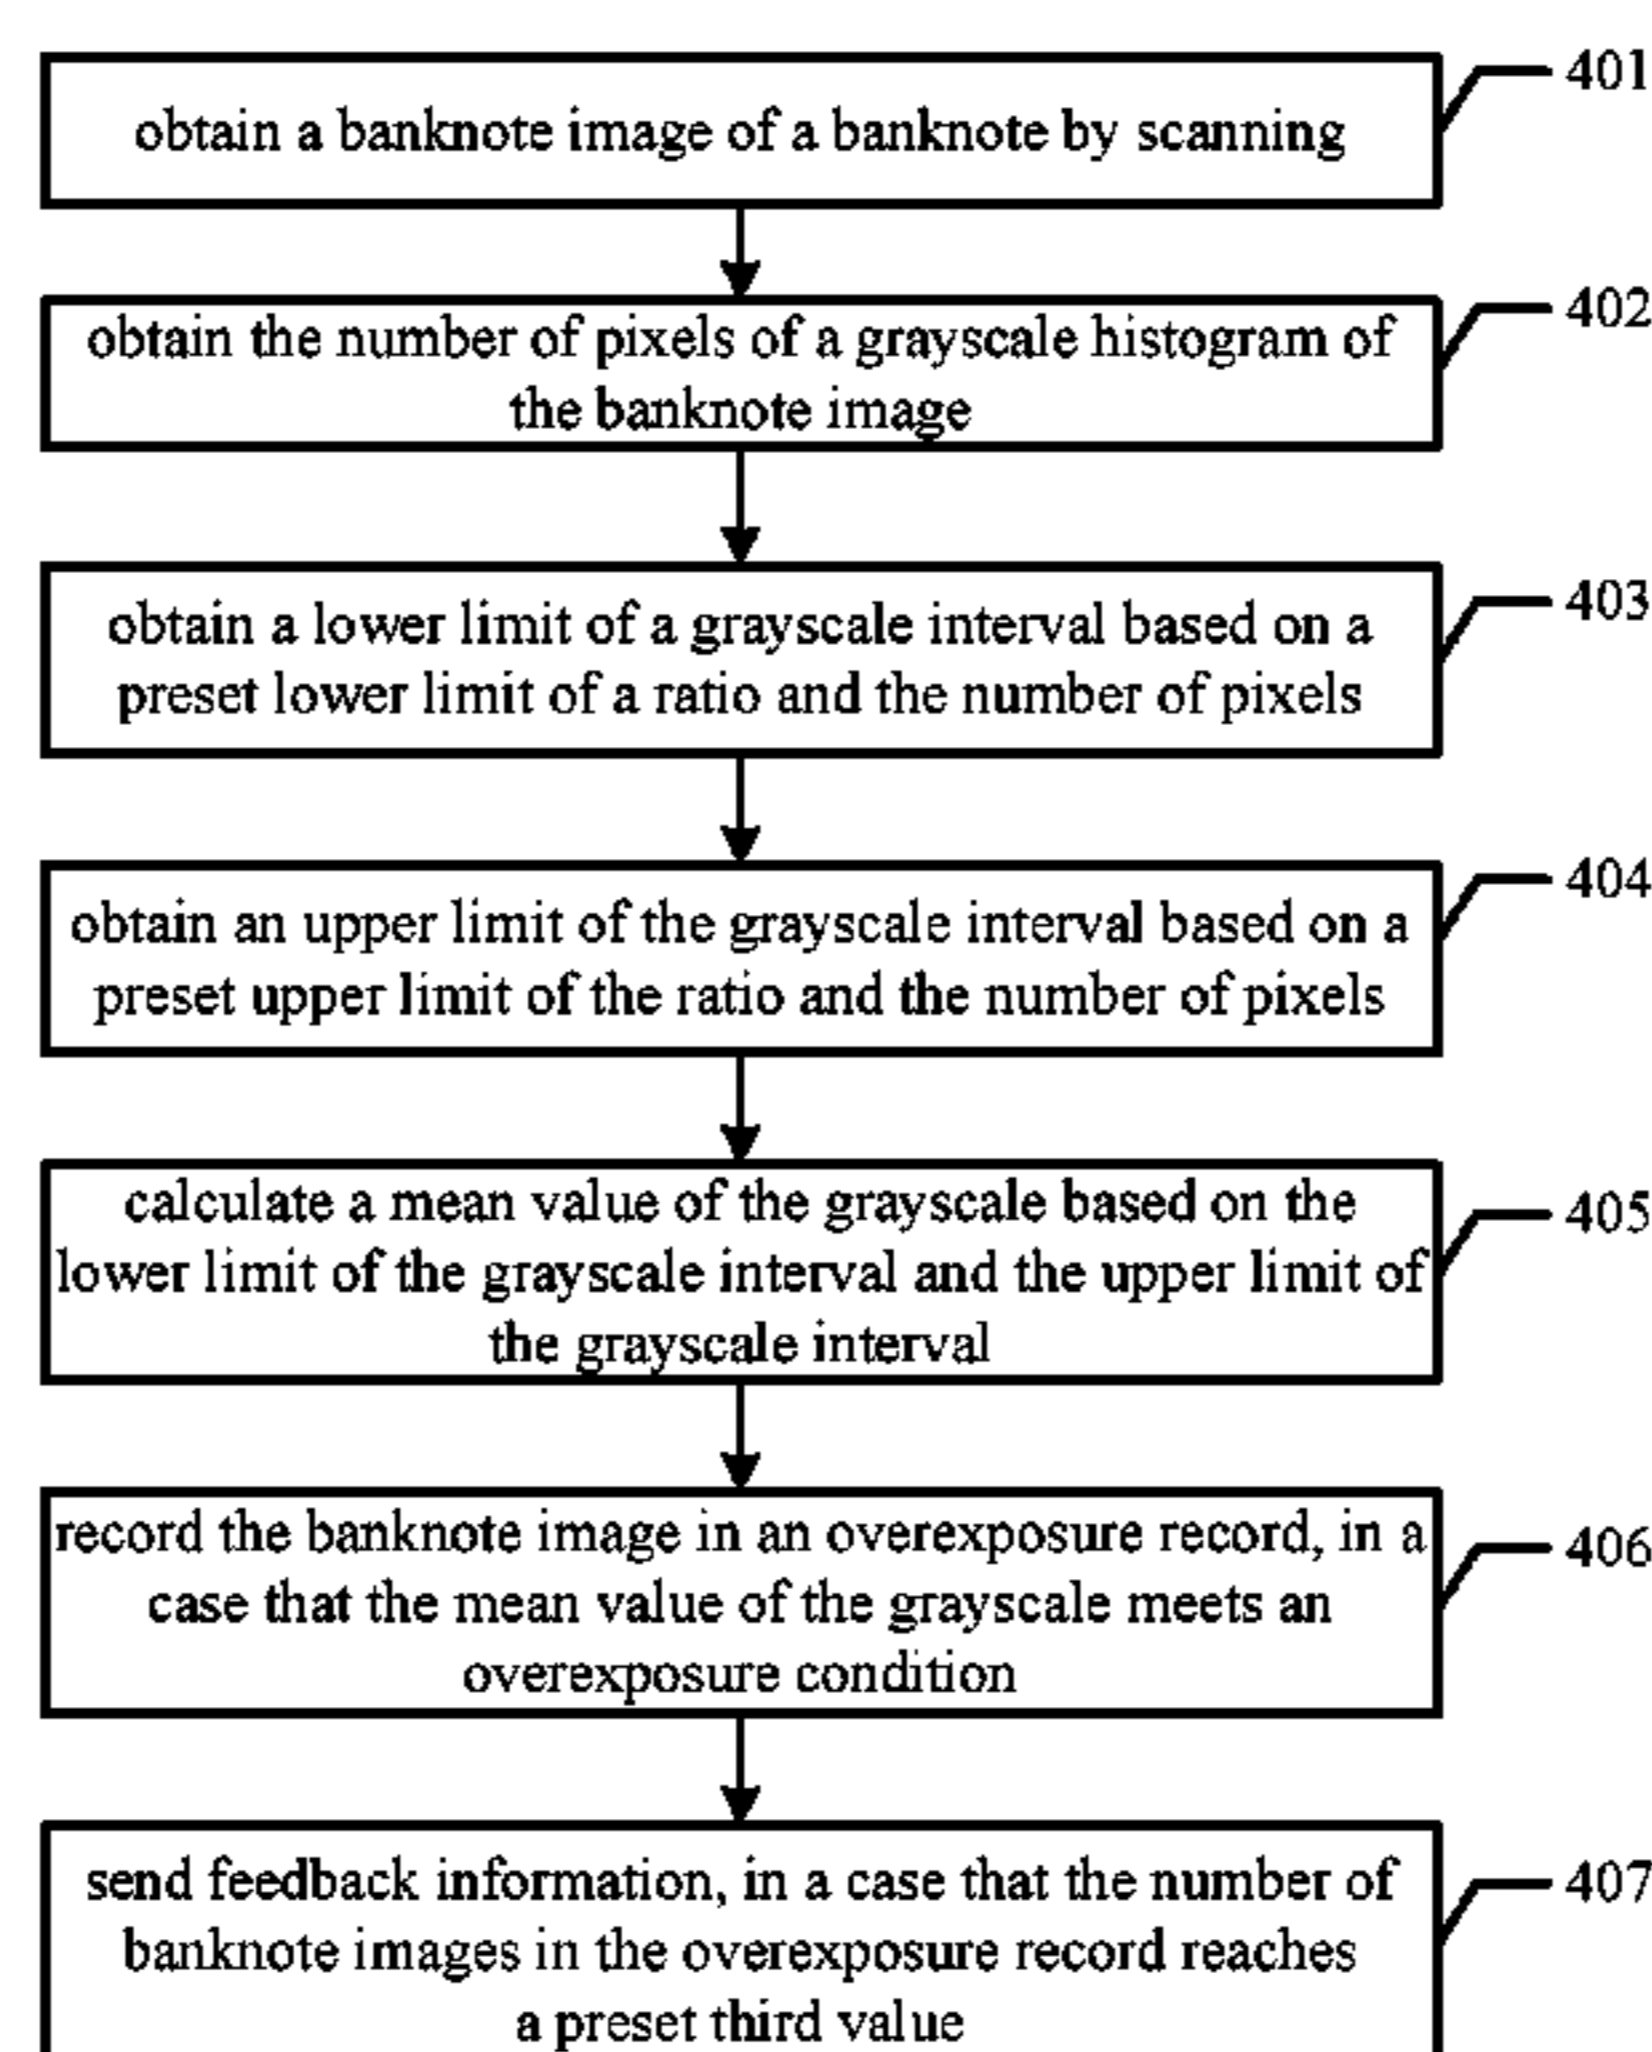 401
obtain a banknote image of a banknote by scanning
402
obtain the number of pixels of a grayscale histogram of
the banknote image
403
obtain a lower limit of a grayscale interval based on a
preset lower limit of a ratio and the number of pixels
404
obtain an upper limit of the grayscale interval based on a
preset upper limit of the ratio and the number of pixels
405
calculate a mean value of the grayscale based on the
lower limit of the grayscale interval and the upper limit of
the grayscale interval
406
record the banknote image in an overexposure record, in a
case that the mean value of the grayscale meets an
overexposure condition
407
send feedback information, in a case that the number of
banknote images in the overexposure record reaches
a preset third value